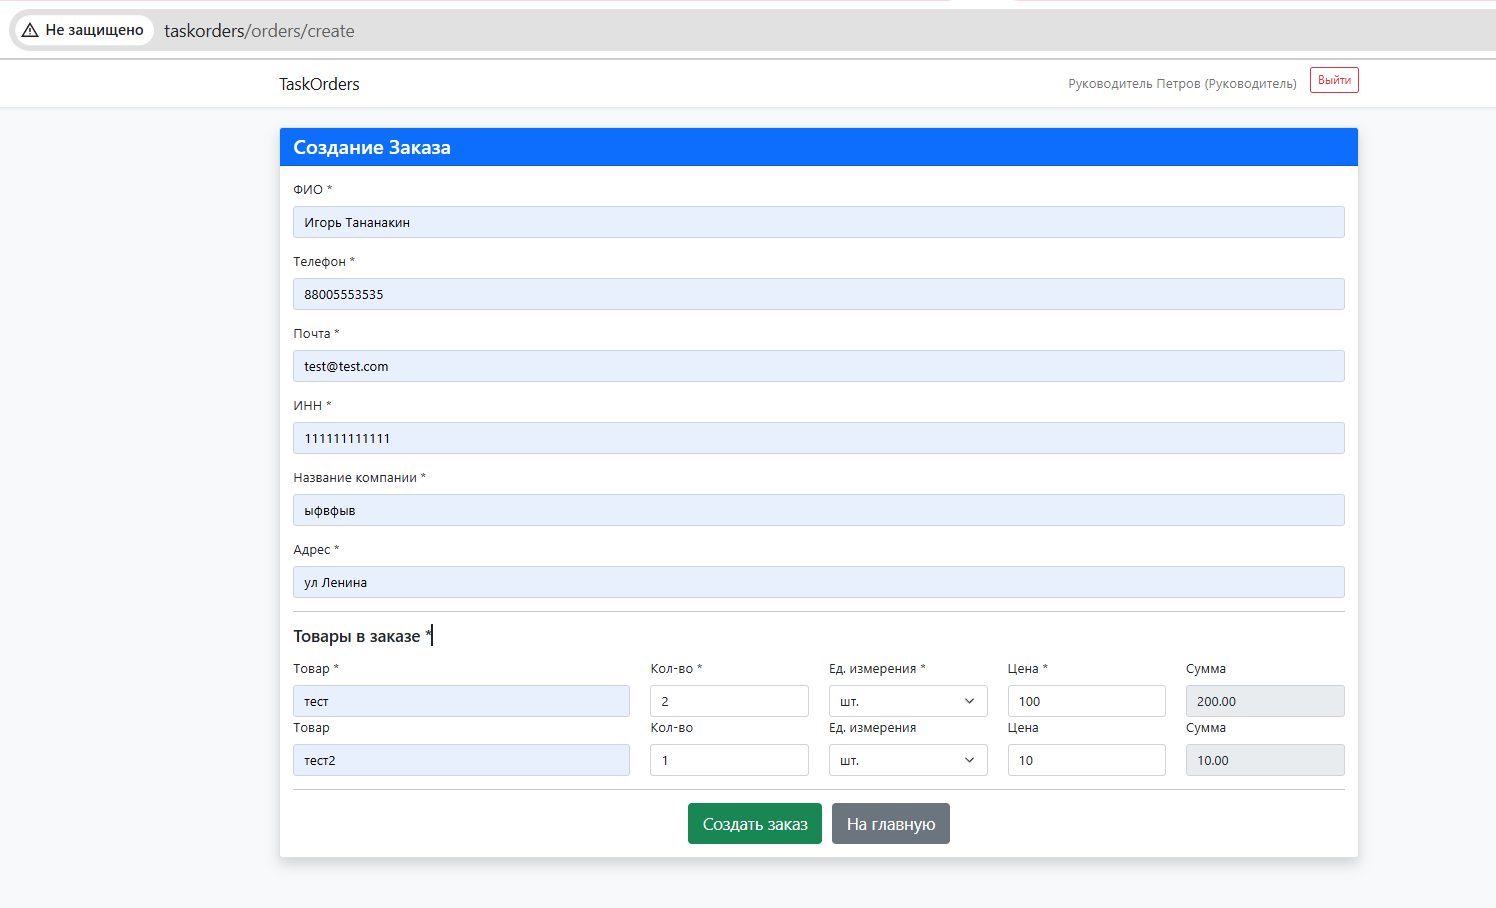 Не защищено taskorders/orders/create
TaskOrders Руководитель Петров (Руководитель) Выйти
Создание Заказа
ФИО *
Игорь Тананакин
Телефон *
88005553535
Почта *
test@test.com
ИНН *
111111111111
Название компании *
ыфвфыв
Адрес *
ул Ленина
Товары в заказе *
Товар * Кол-во * Ед. измерения * Цена * Сумма
тест 2 шт. 100 200.00
Товар Кол-во Ед. измерения Цена Сумма
тест2 1 шт. 10 10.00
Создать заказ На главную